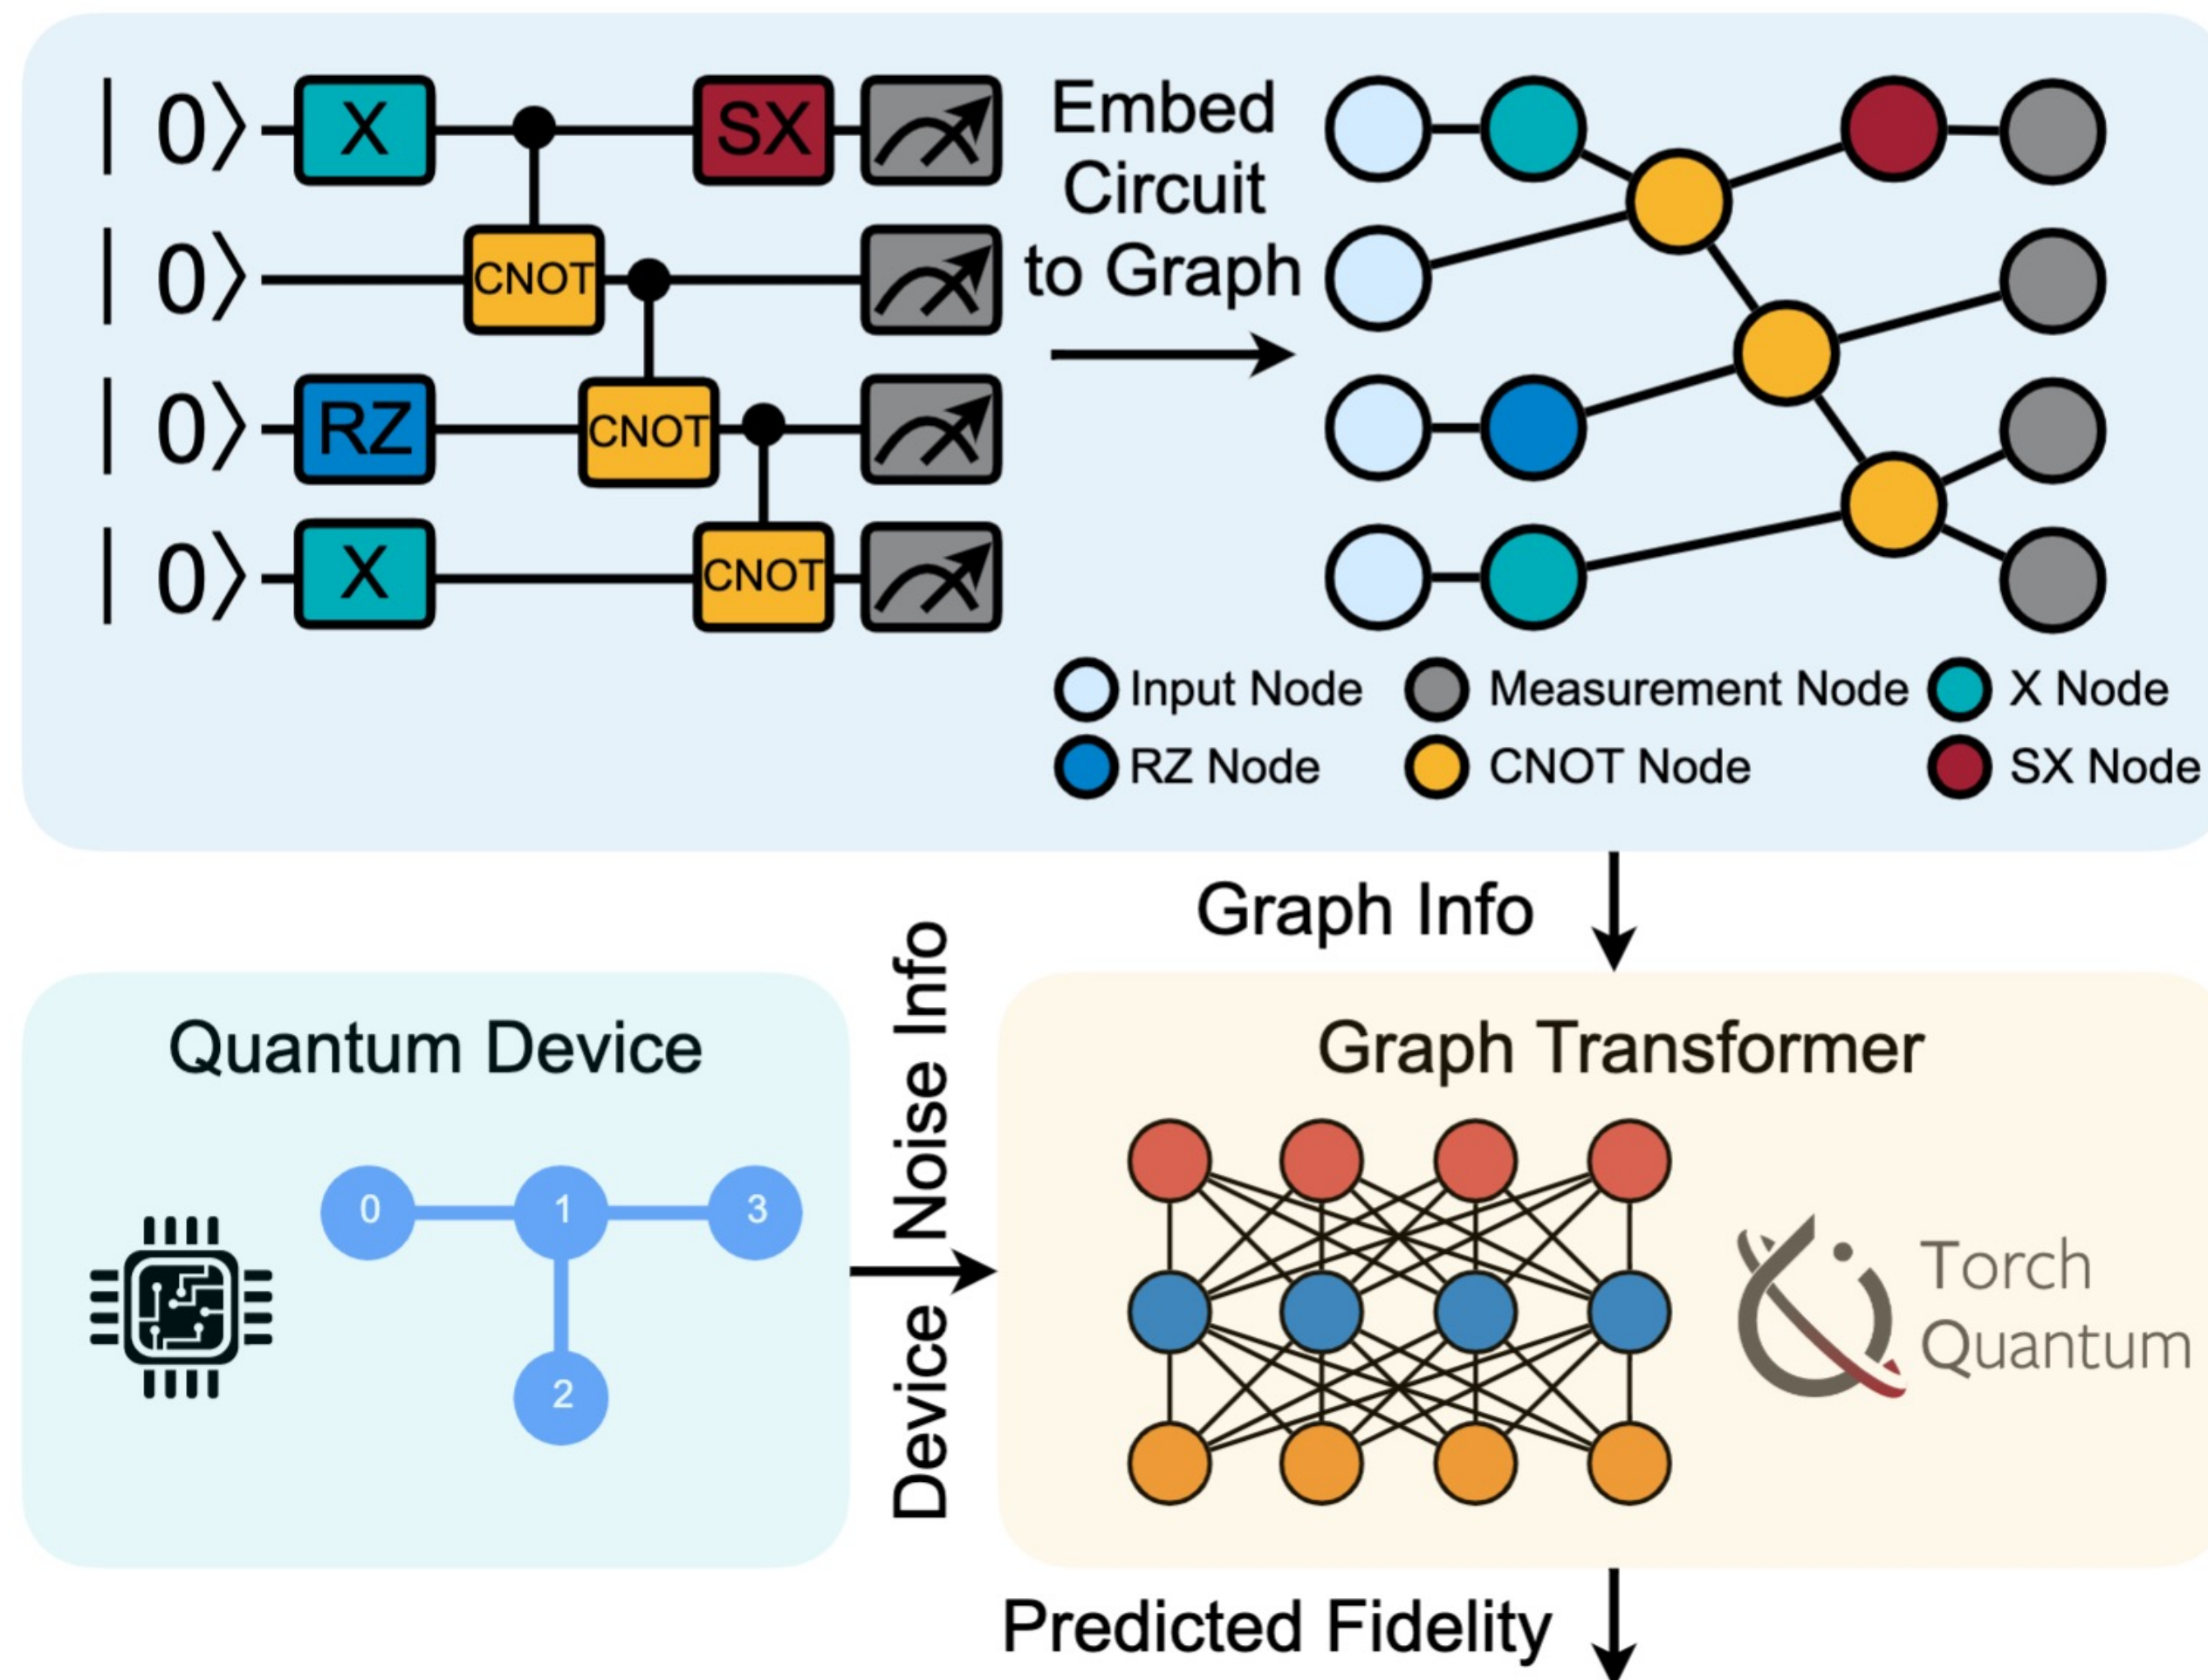 |0⟩ X SX
Embed
Circuit
to Graph
|0⟩ CNOT
|0⟩ RZ CNOT
|0⟩ X CNOT
Input Node Measurement Node X Node
RZ Node CNOT Node SX Node
Graph Info
Quantum Device
0 1 3
2
Device Noise Info
Graph Transformer
Torch
Quantum
Predicted Fidelity